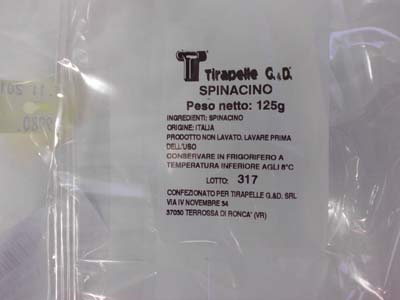 Tirapelle G.&D.
SPINACINO
Peso netto: 125g
INGREDIENTI: SPINACINO
ORIGINE: ITALIA
PRODOTTO NON LAVATO. LAVARE PRIMA
DELL'USO
CONSERVARE IN FRIGORIFERO A
TEMPERATURA INFERIORE AGLI 8°C
LOTTO: 317
CONFEZIONATO PER TIRAPELLE G.&D. SRL
VIA IV NOVEMBRE 54
37030 TERROSSA DI RONCA' (VR)